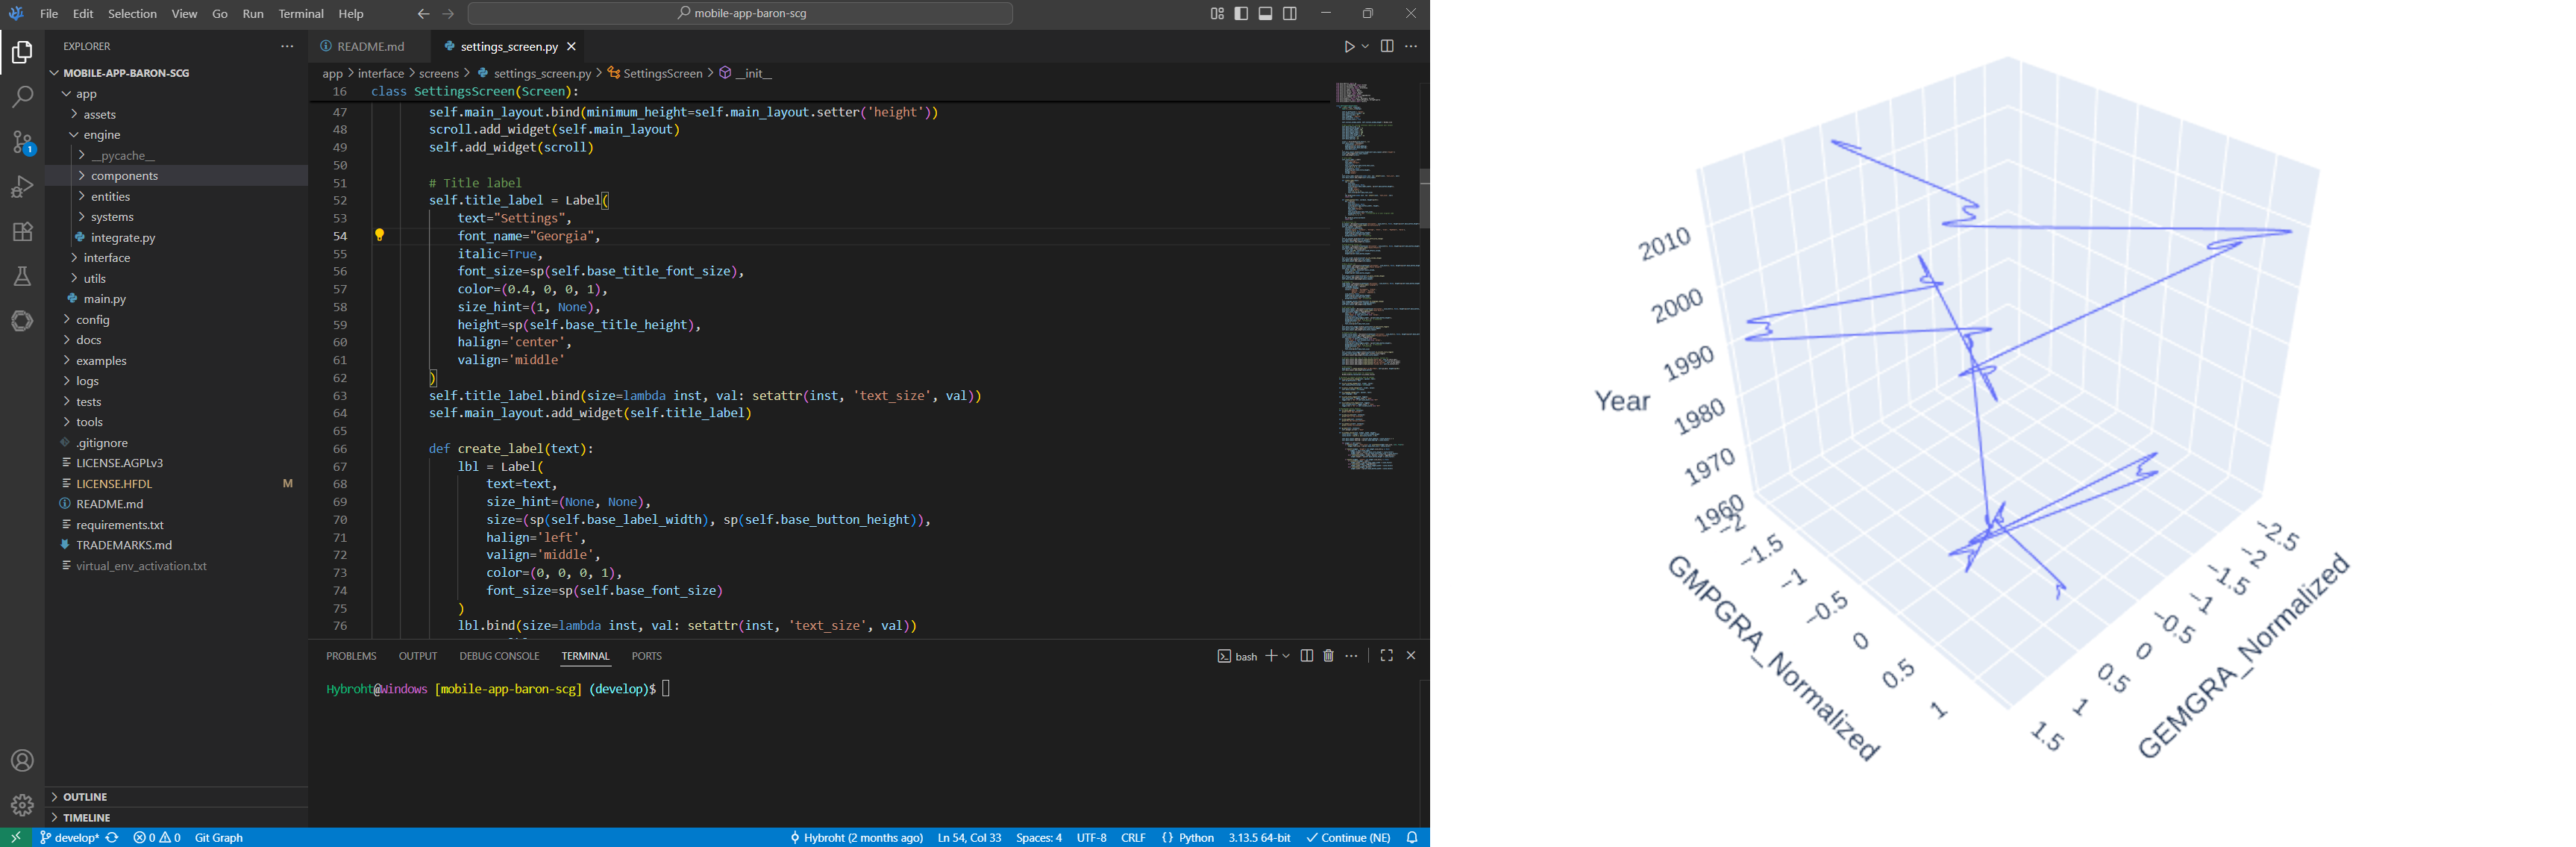 File Edit Selection View Go Run Terminal Help
mobile-app-baron-scg
EXPLORER
MOBILE-APP-BARON-SCG
app
assets
engine
__pycache__
components
entities
systems
integrate.py
interface
utils
main.py
config
docs
examples
logs
tests
tools
.gitignore
LICENSE.AGPLv3
LICENSE.HFDL M
README.md
requirements.txt
TRADEMARKS.md
virtual_env_activation.txt
OUTLINE
TIMELINE
1
README.md settings_screen.py
app > interface > screens > settings_screen.py > SettingsScreen > __init__
16 class SettingsScreen(Screen):
47 self.main_layout.bind(minimum_height=self.main_layout.setter('height'))
48 scroll.add_widget(self.main_layout)
49 self.add_widget(scroll)
50
51 # Title label
52 self.title_label = Label(
53 text="Settings",
54 font_name="Georgia",
55 italic=True,
56 font_size=sp(self.base_title_font_size),
57 color=(0.4, 0, 0, 1),
58 size_hint=(1, None),
59 height=sp(self.base_title_height),
60 halign='center',
61 valign='middle'
62 )
63 self.title_label.bind(size=lambda inst, val: setattr(inst, 'text_size', val))
64 self.main_layout.add_widget(self.title_label)
65
66 def create_label(text):
67 lbl = Label(
68 text=text,
69 size_hint=(None, None),
70 size=(sp(self.base_label_width), sp(self.base_button_height)),
71 halign='left',
72 valign='middle',
73 color=(0, 0, 0, 1),
74 font_size=sp(self.base_font_size)
75 )
76 lbl.bind(size=lambda inst, val: setattr(inst, 'text_size', val))
PROBLEMS OUTPUT DEBUG CONSOLE TERMINAL PORTS
bash
Hybroht@Windows [mobile-app-baron-scg] (develop)$
develop* 0 0 Git Graph
Hybroht (2 months ago) Ln 54, Col 33 Spaces: 4 UTF-8 CRLF {} Python 3.13.5 64-bit Continue (NE)
2010
2000
1990
1980
1970
1960
Year
−2
−1.5
−1
−0.5
0
0.5
1
GMPGRA_Normalized
−2.5
−2
−1.5
−1
−0.5
0
0.5
1
1.5
GEMGRA_Normalized